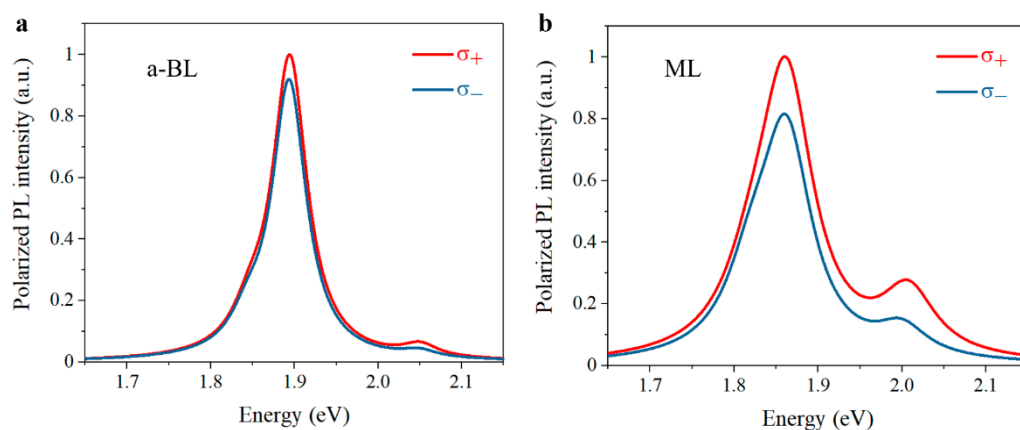 a
a-BL
σ+
σ−
Polarized PL intensity (a.u.)
1
0.8
0.6
0.4
0.2
0
1.7 1.8 1.9 2.0 2.1
Energy (eV)
b
ML
σ+
σ−
Polarized PL intensity (a.u.)
1
0.8
0.6
0.4
0.2
0
1.7 1.8 1.9 2.0 2.1
Energy (eV)